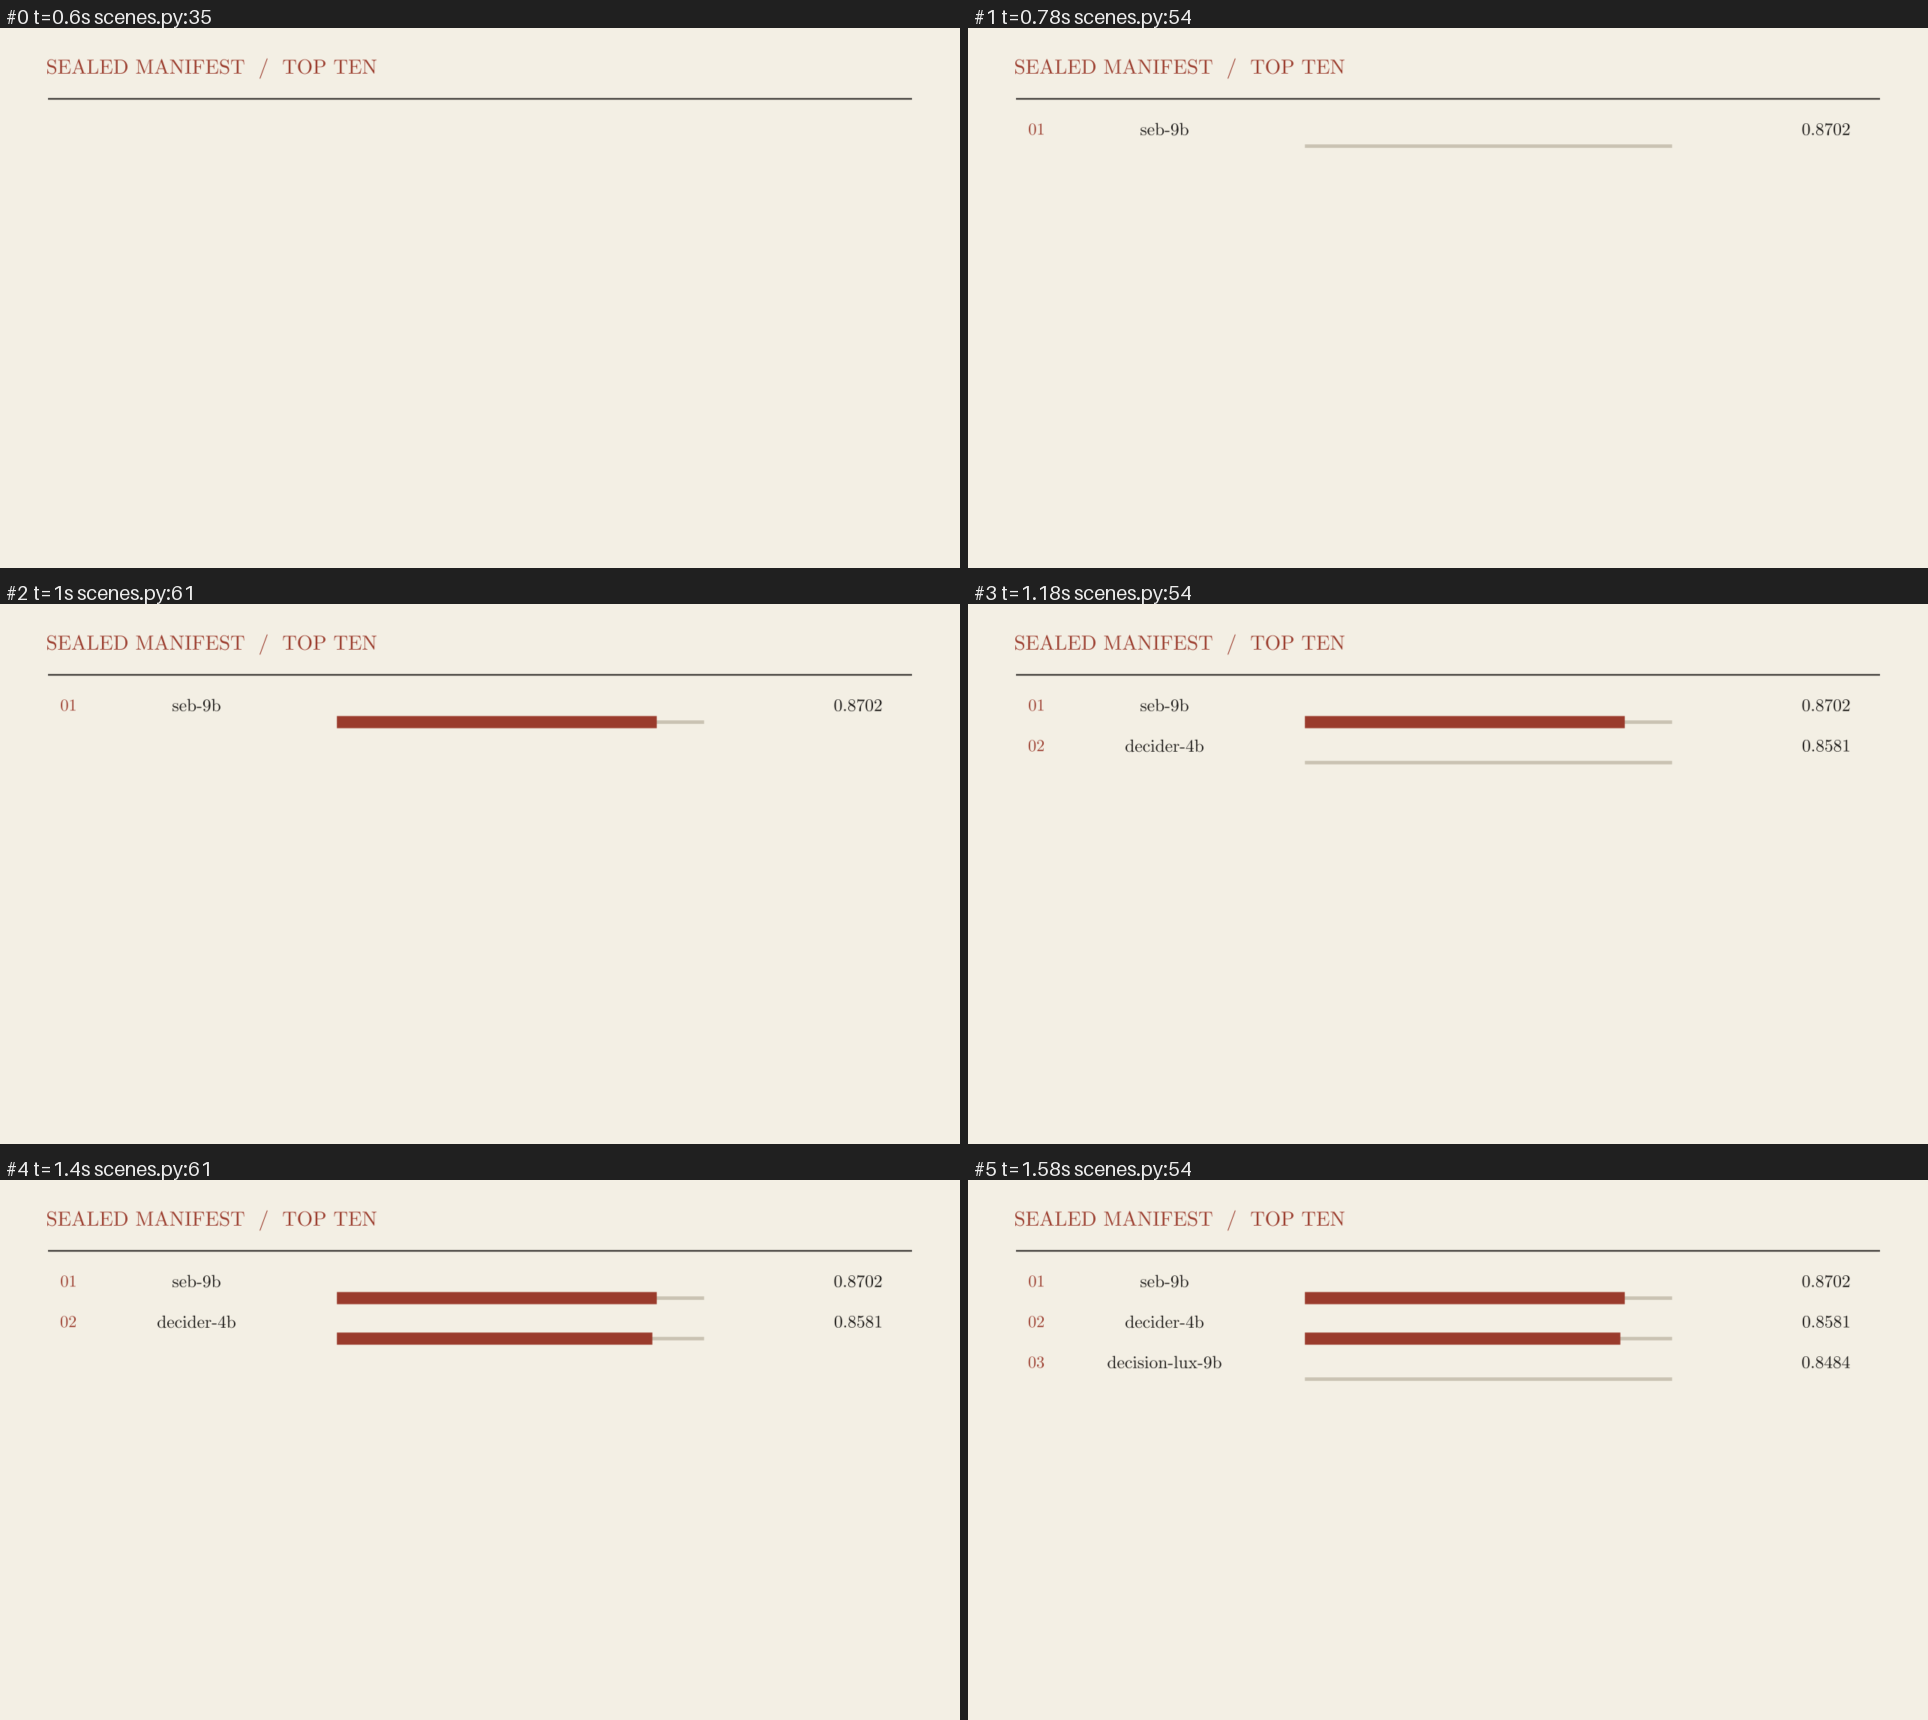 #0 t=0.6s scenes.py:35
SEALED MANIFEST / TOP TEN
#1 t=0.78s scenes.py:54
SEALED MANIFEST / TOP TEN
01 seb-9b 0.8702
#2 t=1s scenes.py:61
SEALED MANIFEST / TOP TEN
01 seb-9b 0.8702
#3 t=1.18s scenes.py:54
SEALED MANIFEST / TOP TEN
01 seb-9b 0.8702
02 decider-4b 0.8581
#4 t=1.4s scenes.py:61
SEALED MANIFEST / TOP TEN
01 seb-9b 0.8702
02 decider-4b 0.8581
#5 t=1.58s scenes.py:54
SEALED MANIFEST / TOP TEN
01 seb-9b 0.8702
02 decider-4b 0.8581
03 decision-lux-9b 0.8484